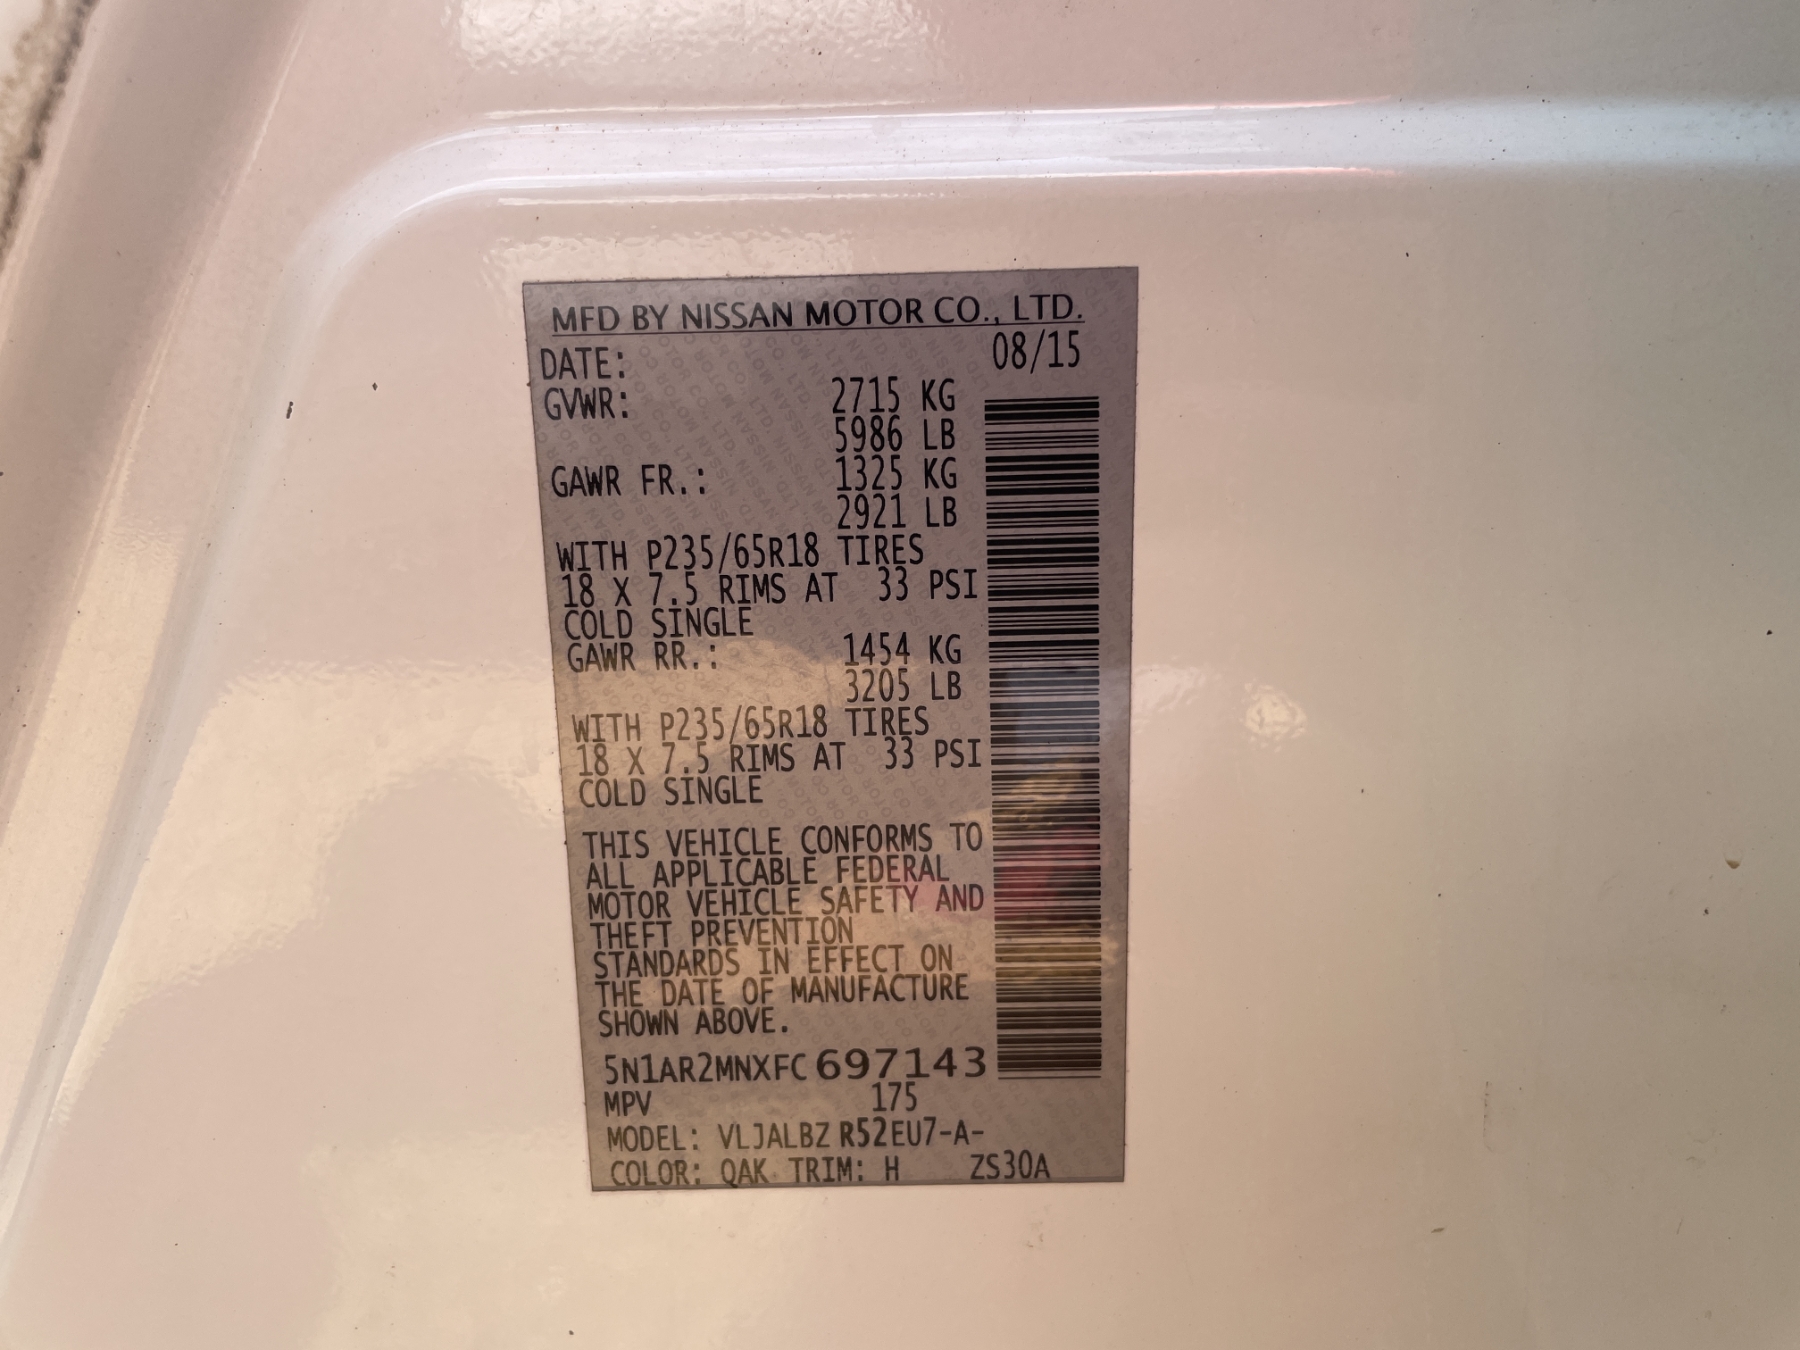 MFD BY NISSAN MOTOR CO., LTD.
DATE: 08/15
GVWR: 2715 KG
5986 LB
GAWR FR.: 1325 KG
2921 LB
WITH P235/65R18 TIRES
18 X 7.5 RIMS AT 33 PSI
COLD SINGLE
GAWR RR.: 1454 KG
3205 LB
WITH P235/65R18 TIRES
18 X 7.5 RIMS AT 33 PSI
COLD SINGLE
THIS VEHICLE CONFORMS TO
ALL APPLICABLE FEDERAL
MOTOR VEHICLE SAFETY AND
THEFT PREVENTION
STANDARDS IN EFFECT ON
THE DATE OF MANUFACTURE
SHOWN ABOVE.
5N1AR2MNXFC697143
MPV 175
MODEL: VLJALBZ R52EU7-A-
COLOR: QAK TRIM: H ZS30A